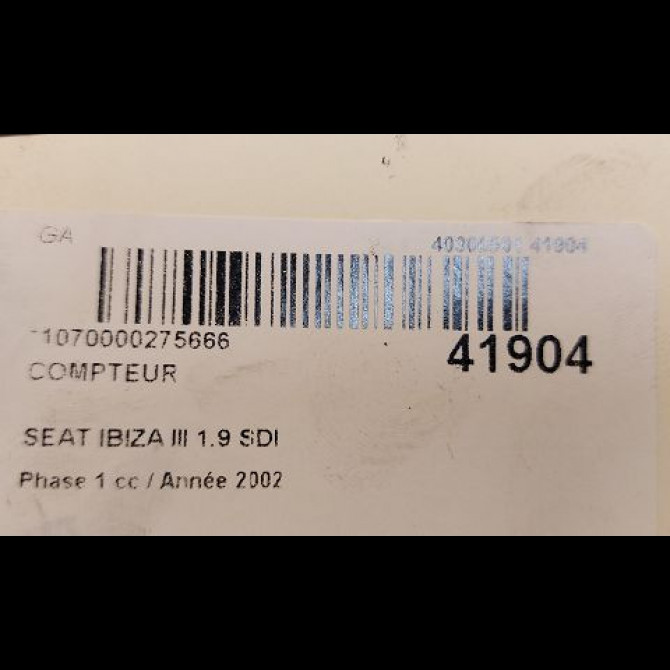 GA
41904
1070000275666
41904
COMPTEUR
SEAT IBIZA III 1.9 SDI
Phase 1 cc / Année 2002